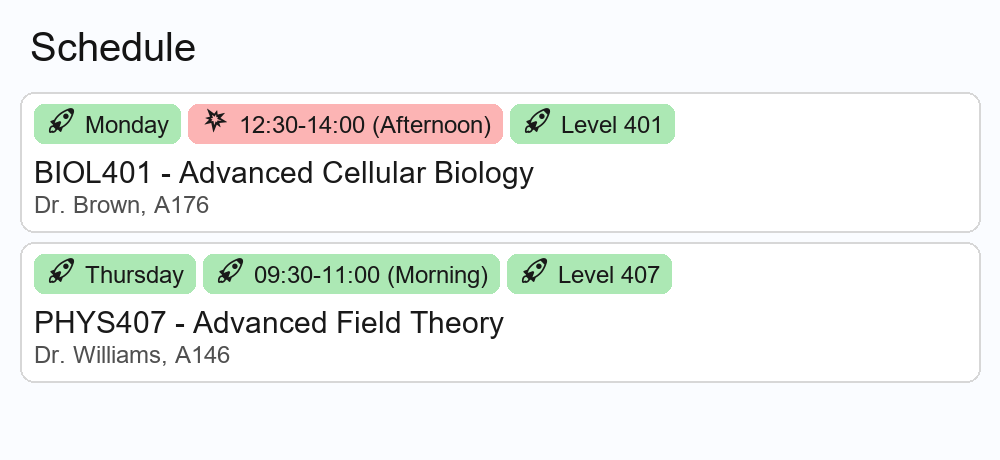 Schedule
Monday 12:30-14:00 (Afternoon) Level 401
BIOL401 - Advanced Cellular Biology
Dr. Brown, A176
Thursday 09:30-11:00 (Morning) Level 407
PHYS407 - Advanced Field Theory
Dr. Williams, A146